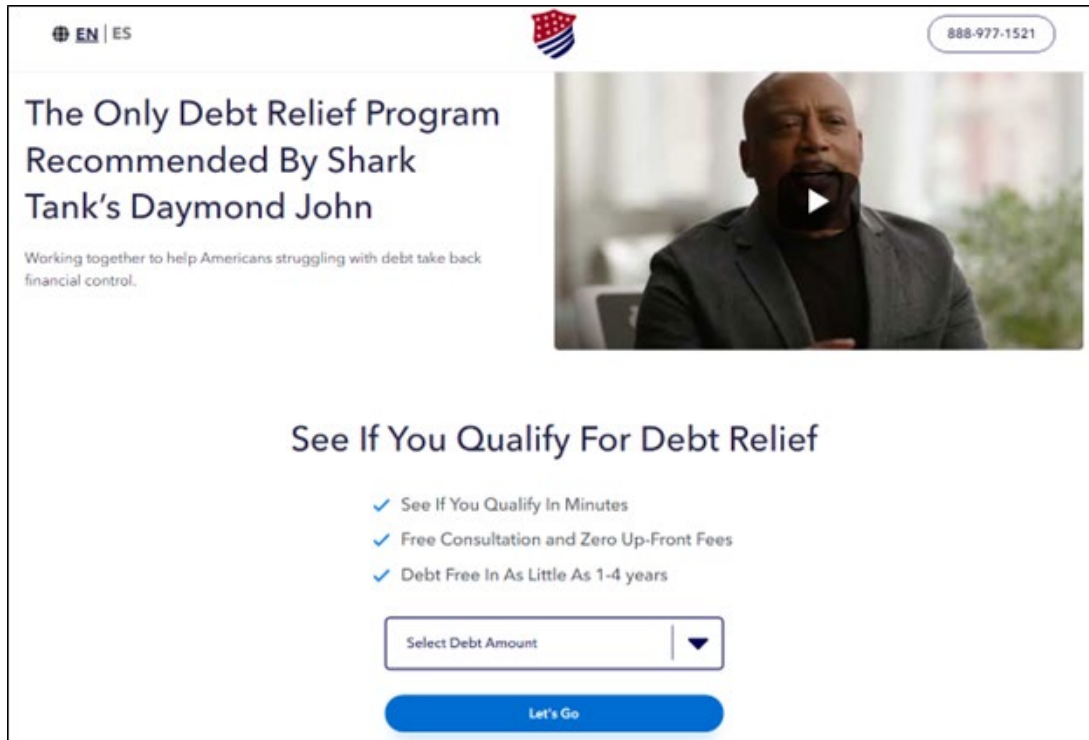 EN | ES
888-977-1521
The Only Debt Relief Program
Recommended By Shark
Tank's Daymond John
Working together to help Americans struggling with debt take back
financial control.
See If You Qualify For Debt Relief
See If You Qualify In Minutes
Free Consultation and Zero Up-Front Fees
Debt Free In As Little As 1-4 years
Select Debt Amount
Let's Go